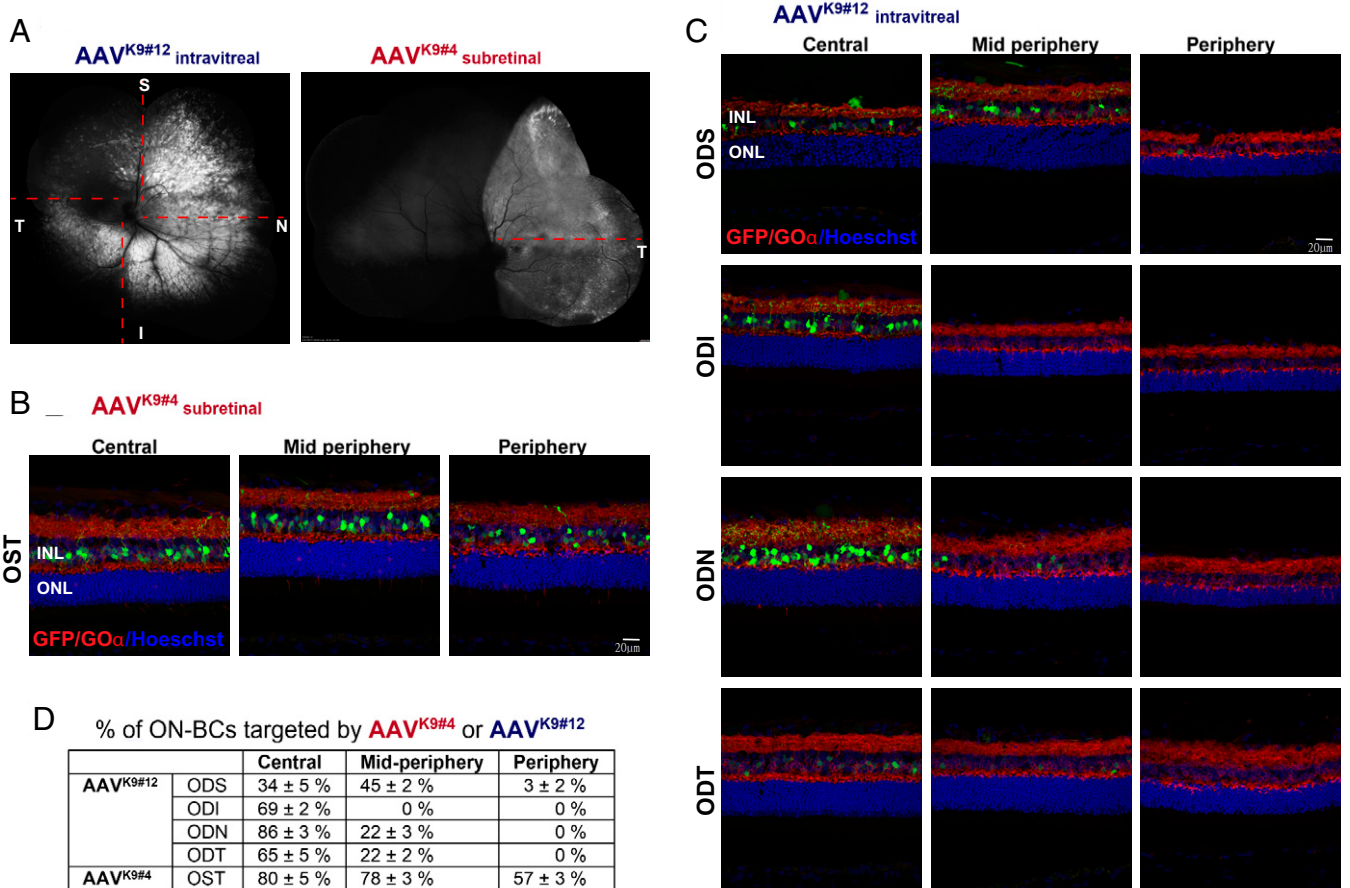 A
AAVK9#12 intravitreal
AAVK9#4 subretinal
S
T
N
I
T
B _ AAVK9#4 subretinal
Central Mid periphery Periphery
OST
INL
ONL
GFP/GOα/Hoeschst
20µm
C
AAVK9#12 intravitreal
Central Mid periphery Periphery
ODS
INL
ONL
GFP/GOα/Hoeschst
20µm
ODI
ODN
ODT
D
% of ON-BCs targeted by AAVK9#4 or AAVK9#12
Central Mid-periphery Periphery
AAVK9#12 ODS 34 ± 5 % 45 ± 2 % 3 ± 2 %
ODI 69 ± 2 % 0 % 0 %
ODN 86 ± 3 % 22 ± 3 % 0 %
ODT 65 ± 5 % 22 ± 2 % 0 %
AAVK9#4 OST 80 ± 5 % 78 ± 3 % 57 ± 3 %